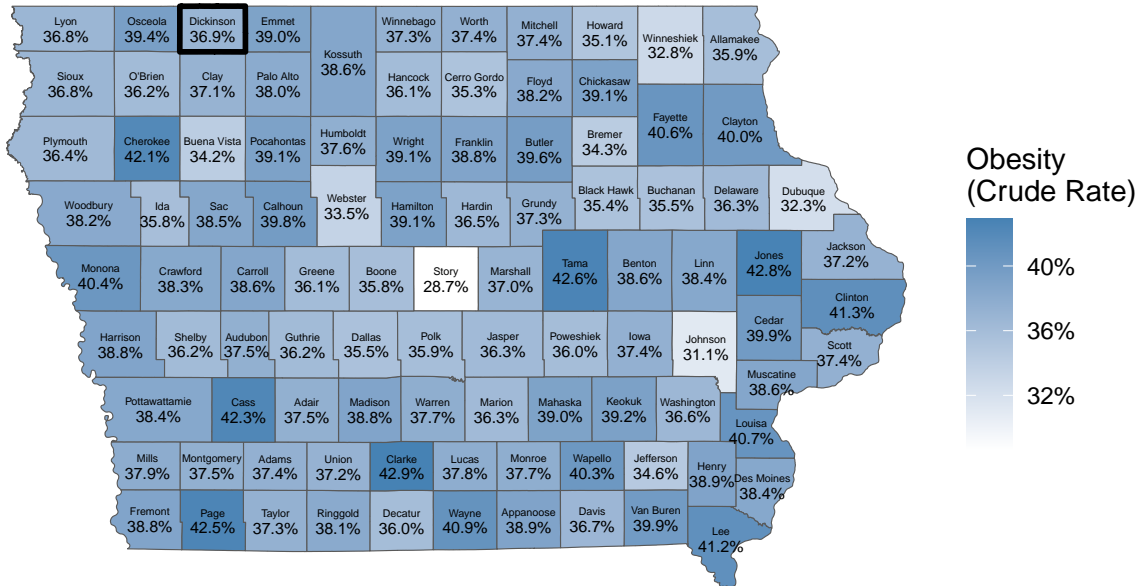 Lyon
36.8%
Osceola
39.4%
Dickinson
36.9%
Emmet
39.0%
Kossuth
38.6%
Winnebago
37.3%
Worth
37.4%
Mitchell
37.4%
Howard
35.1%
Winneshiek
32.8%
Allamakee
35.9%
Sioux
36.8%
O'Brien
36.2%
Clay
37.1%
Palo Alto
38.0%
Hancock
36.1%
Cerro Gordo
35.3%
Floyd
38.2%
Chickasaw
39.1%
Fayette
40.6%
Clayton
40.0%
Plymouth
36.4%
Cherokee
42.1%
Buena Vista
34.2%
Pocahontas
39.1%
Humboldt
37.6%
Wright
39.1%
Franklin
38.8%
Butler
39.6%
Bremer
34.3%
Woodbury
38.2%
Ida
35.8%
Sac
38.5%
Calhoun
39.8%
Webster
33.5%
Hamilton
39.1%
Hardin
36.5%
Grundy
37.3%
Black Hawk
35.4%
Buchanan
35.5%
Delaware
36.3%
Dubuque
32.3%
Monona
40.4%
Crawford
38.3%
Carroll
38.6%
Greene
36.1%
Boone
35.8%
Story
28.7%
Marshall
37.0%
Tama
42.6%
Benton
38.6%
Linn
38.4%
Jones
42.8%
Jackson
37.2%
Clinton
41.3%
Harrison
38.8%
Shelby
36.2%
Audubon
37.5%
Guthrie
36.2%
Dallas
35.5%
Polk
35.9%
Jasper
36.3%
Poweshiek
36.0%
Iowa
37.4%
Johnson
31.1%
Cedar
39.9%
Scott
37.4%
Muscatine
38.6%
Pottawattamie
38.4%
Cass
42.3%
Adair
37.5%
Madison
38.8%
Warren
37.7%
Marion
36.3%
Mahaska
39.0%
Keokuk
39.2%
Washington
36.6%
Louisa
40.7%
Mills
37.9%
Montgomery
37.5%
Adams
37.4%
Union
37.2%
Clarke
42.9%
Lucas
37.8%
Monroe
37.7%
Wapello
40.3%
Jefferson
34.6%
Henry
38.9%
Des Moines
38.4%
Fremont
38.8%
Page
42.5%
Taylor
37.3%
Ringgold
38.1%
Decatur
36.0%
Wayne
40.9%
Appanoose
38.9%
Davis
36.7%
Van Buren
39.9%
Lee
41.2%
Obesity
(Crude Rate)
40%
36%
32%